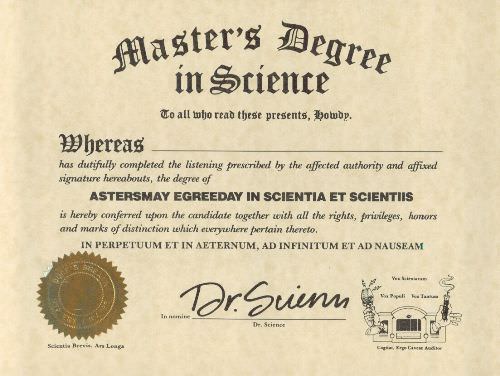 Master's Degree
in Science
To all who read these presents, Howdy.
Whereas
has dutifully completed the listening prescribed by the affected authority and affixed
signature hereabouts, the degree of
ASTERSMAY EGREEDAY IN SCIENTIA ET SCIENTIIS
is hereby conferred upon the candidate together with all the rights, privileges, honors
and marks of distinction which everywhere pertain thereto.
IN PERPETUUM ET IN AETERNUM, AD INFINITUM ET AD NAUSEAM
Vox Scientarum
Vox Populi Vox Tantum
Dr. Scienn
In nomine
Dr. Science
Scientia Brevis. Ars Longa
Cogitat, Ergo Caveat Auditor